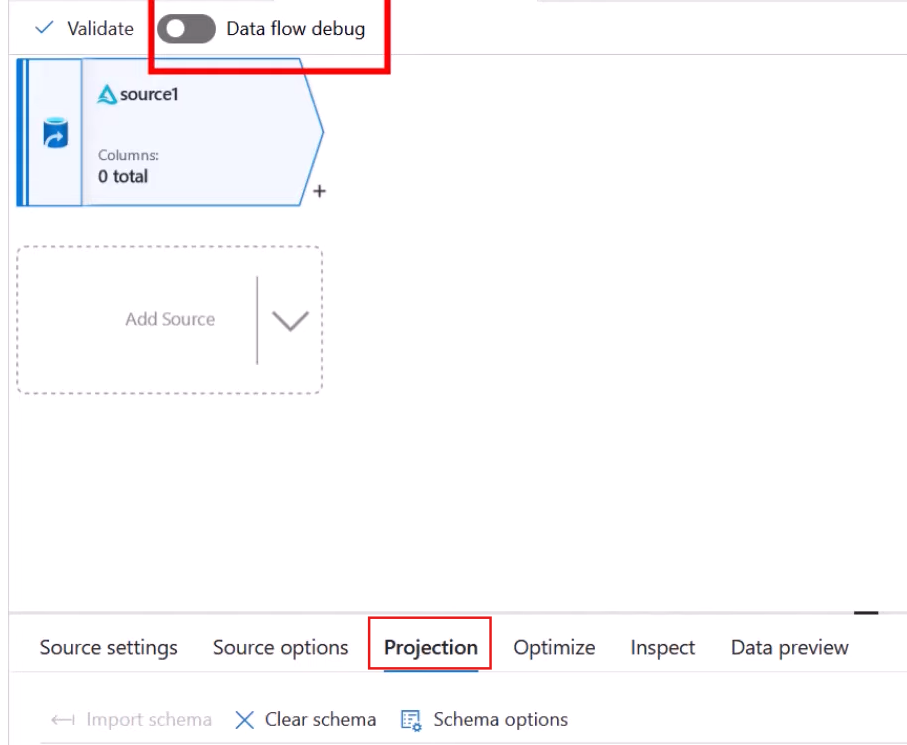 Validate Data flow debug
source1
Columns:
0 total
+
Add Source
Source settings Source options Projection Optimize Inspect Data preview
Import schema Clear schema Schema options